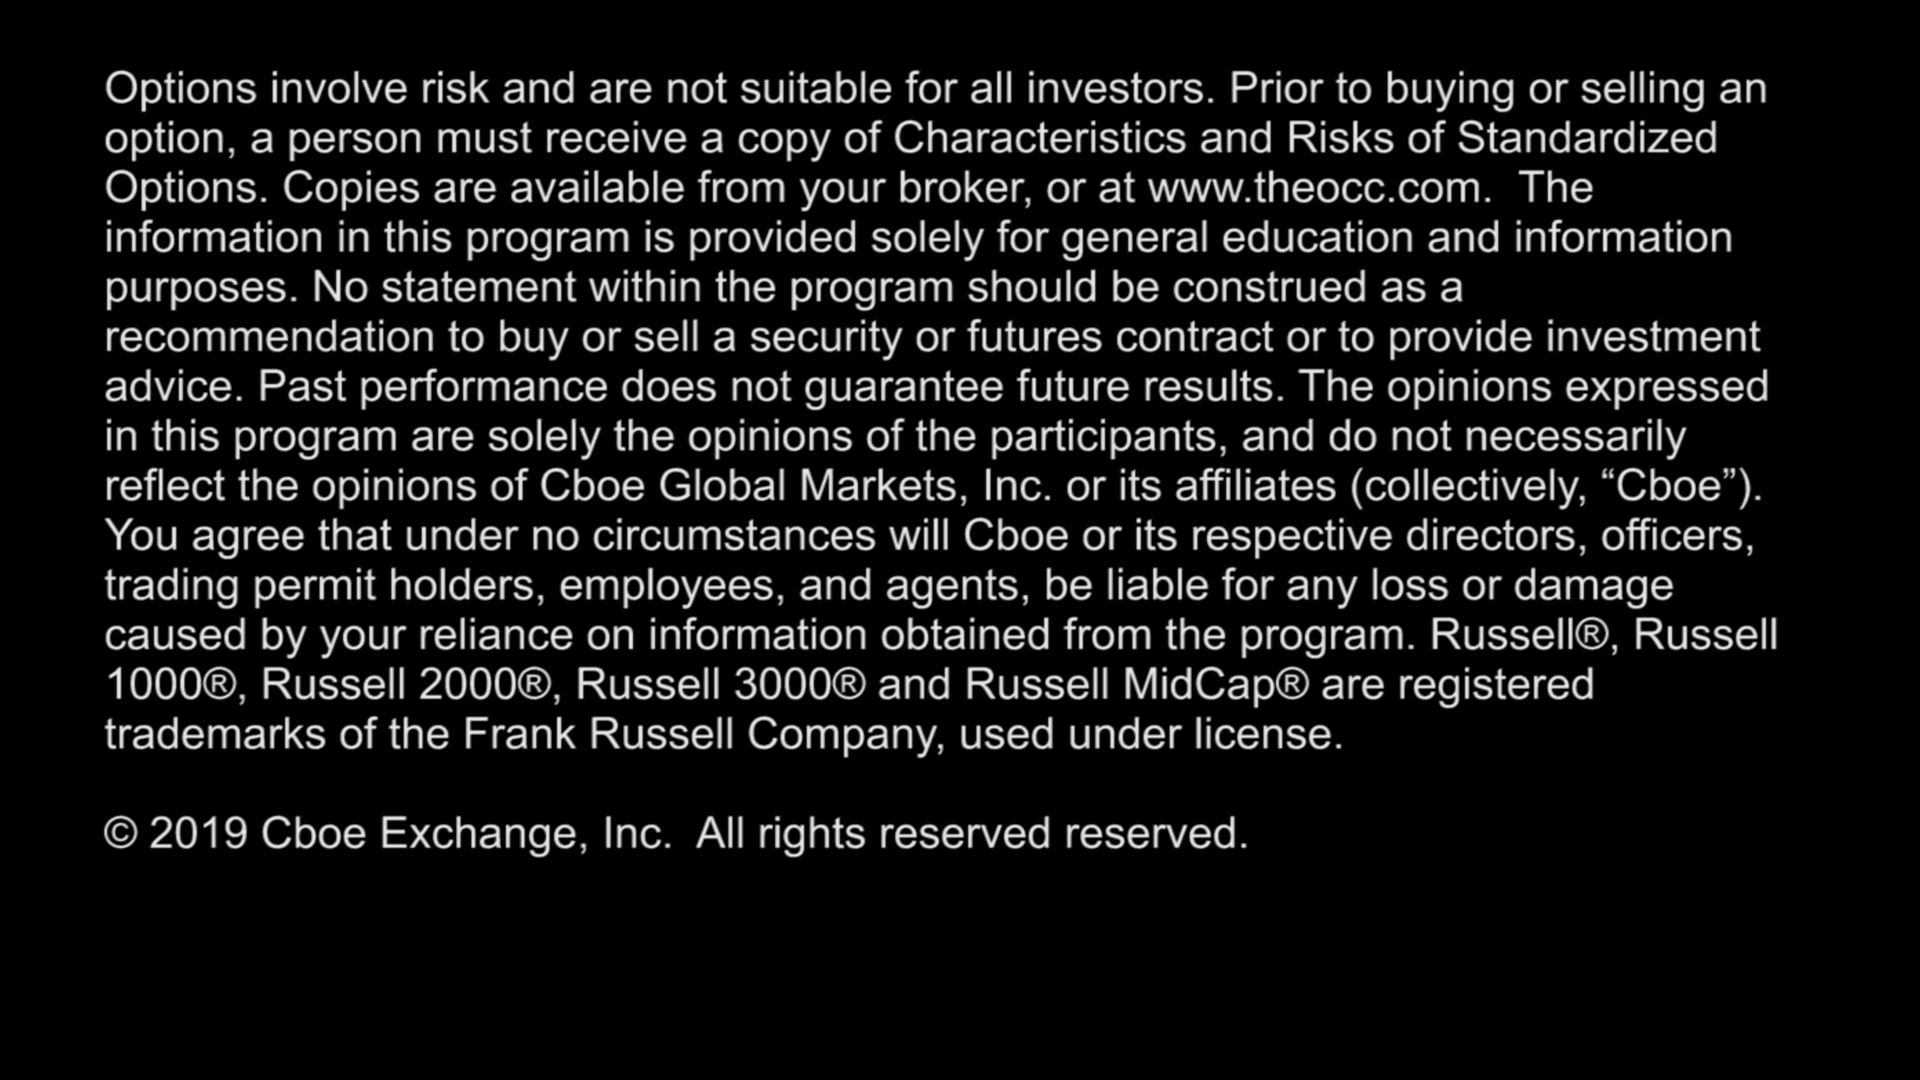 Options involve risk and are not suitable for all investors. Prior to buying or selling an
option, a person must receive a copy of Characteristics and Risks of Standardized
Options. Copies are available from your broker, or at www.theocc.com.  The
information in this program is provided solely for general education and information
purposes. No statement within the program should be construed as a
recommendation to buy or sell a security or futures contract or to provide investment
advice. Past performance does not guarantee future results. The opinions expressed
in this program are solely the opinions of the participants, and do not necessarily
reflect the opinions of Cboe Global Markets, Inc. or its affiliates (collectively, “Cboe”).
You agree that under no circumstances will Cboe or its respective directors, officers,
trading permit holders, employees, and agents, be liable for any loss or damage
caused by your reliance on information obtained from the program. Russell®, Russell
1000®, Russell 2000®, Russell 3000® and Russell MidCap® are registered
trademarks of the Frank Russell Company, used under license.
© 2019 Cboe Exchange, Inc.  All rights reserved reserved.